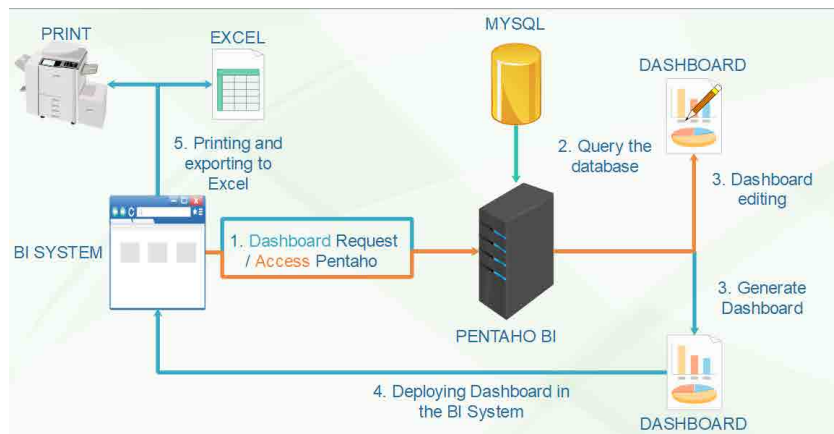 PRINT
EXCEL
MYSQL
DASHBOARD
5. Printing and
exporting to
Excel
2. Query the
database
3. Dashboard
editing
BI SYSTEM
1. Dashboard Request
/ Access Pentaho
PENTAHO BI
3. Generate
Dashboard
4. Deploying Dashboard in
the BI System
DASHBOARD